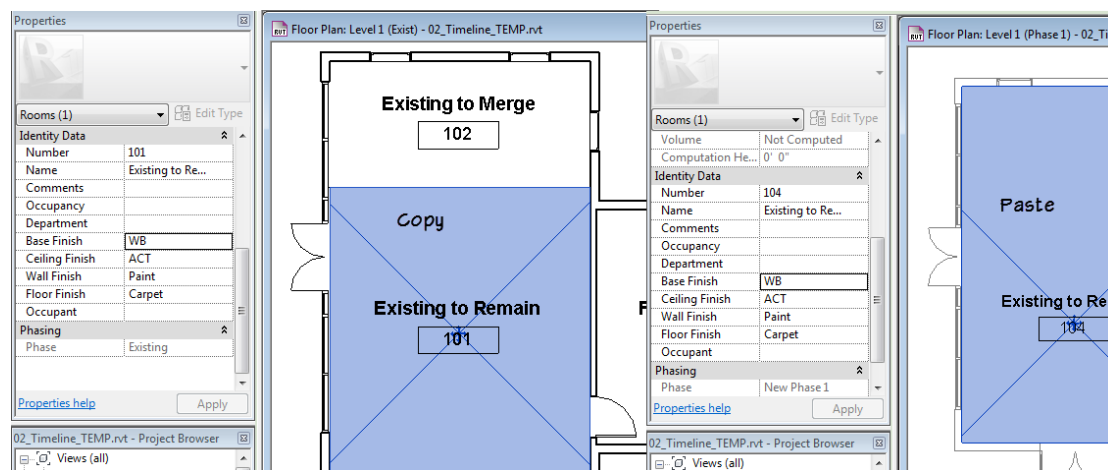 Properties
Rooms (1)
Edit Type
Identity Data
Number 101
Name Existing to Re...
Comments
Occupancy
Department
Base Finish WB
Ceiling Finish ACT
Wall Finish Paint
Floor Finish Carpet
Occupant
Phasing
Phase Existing
Properties help
Apply
02_Timeline_TEMP.rvt - Project Browser
Views (all)
RVT
Floor Plan: Level 1 (Exist) - 02_Timeline_TEMP.rvt
Existing to Merge
102
Copy
Existing to Remain
101
F
Properties
Rooms (1)
Edit Type
Volume Not Computed
Computation He... 0' 0"
Identity Data
Number 104
Name Existing to Re...
Comments
Occupancy
Department
Base Finish WB
Ceiling Finish ACT
Wall Finish Paint
Floor Finish Carpet
Occupant
Phasing
Phase New Phase 1
Properties help
Apply
02_Timeline_TEMP.rvt - Project Browser
Views (all)
RVT
Floor Plan: Level 1 (Phase 1) - 02_Ti
Paste
Existing to Re
104